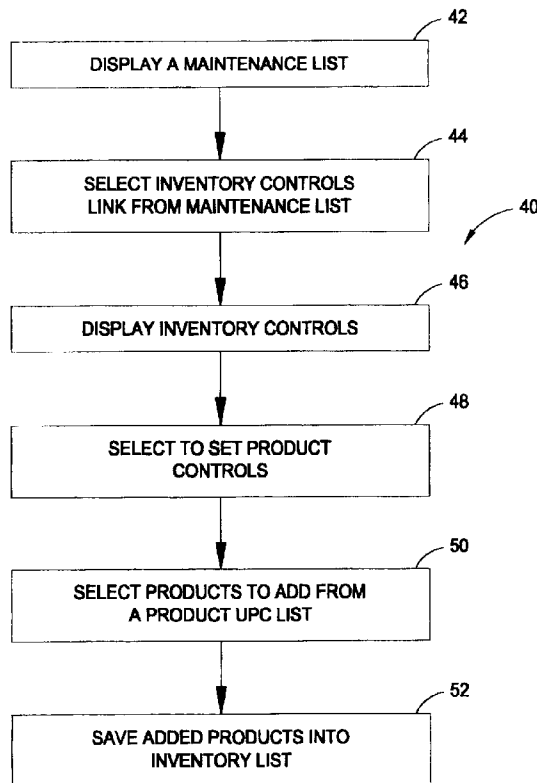 42
DISPLAY A MAINTENANCE LIST
44
SELECT INVENTORY CONTROLS
LINK FROM MAINTENANCE LIST
40
46
DISPLAY INVENTORY CONTROLS
48
SELECT TO SET PRODUCT
CONTROLS
50
SELECT PRODUCTS TO ADD FROM
A PRODUCT UPC LIST
52
SAVE ADDED PRODUCTS INTO
INVENTORY LIST